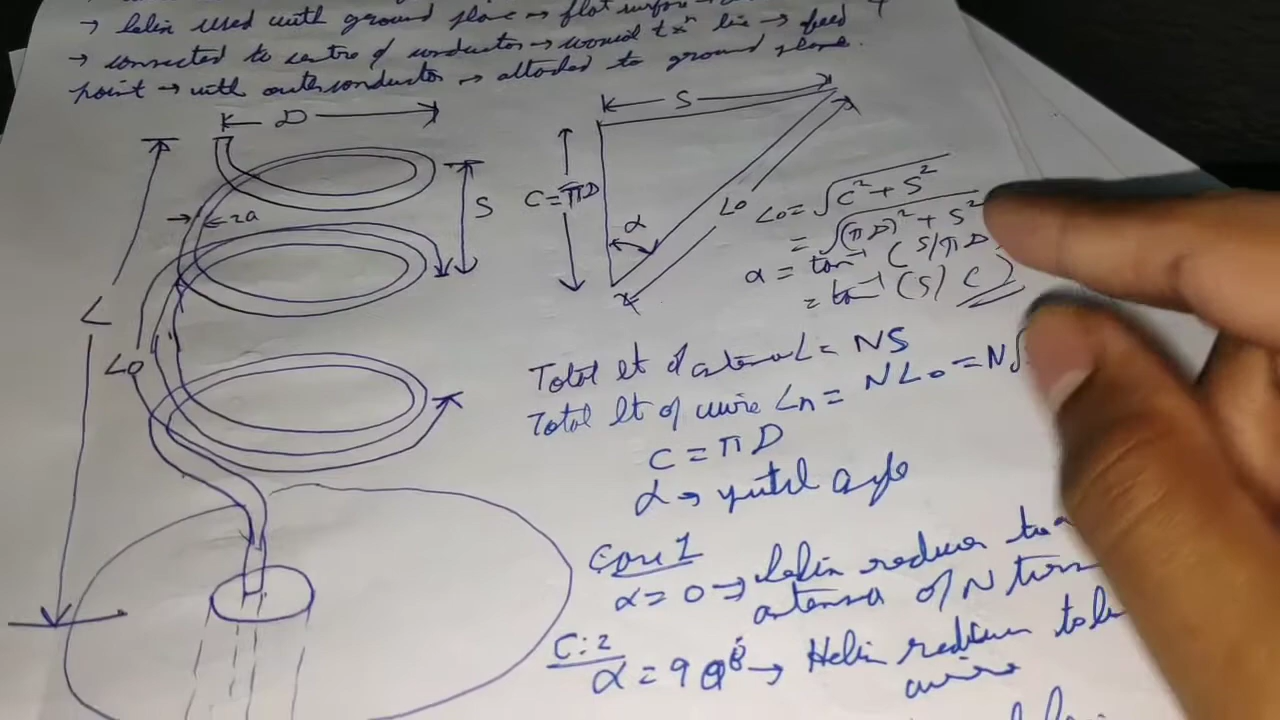 → helix used with ground plane → flat surface
→ connected to centre of conductor → wound txⁿ line → feed
point → with outerconductor → attached to ground plane.
D
S
2a
L
L0
S
C = πD
α
L0
L0 = √C² + S²
= √(πD)² + S²
α = tan⁻¹ (S/πD)
= tan⁻¹ (S/C)
Total lt of antenna L = NS
Total lt of wire Ln = NL0 = N√
C = πD
α → pitch angle
Case 1
α = 0 → helix reduces to a
antenna of N turns
C:2
α = 90° → Helix reduces to
wire